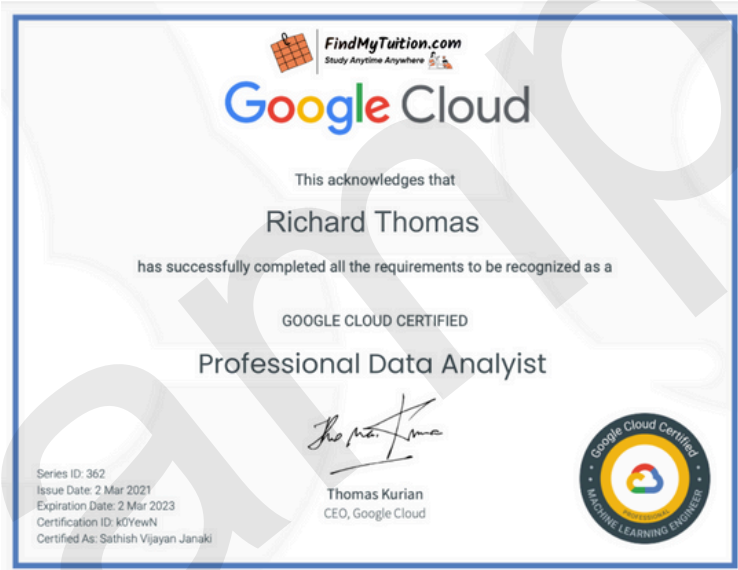 FindMyTuition.com
Study Anytime Anywhere
Google Cloud
This acknowledges that
Richard Thomas
has successfully completed all the requirements to be recognized as a
GOOGLE CLOUD CERTIFIED
Professional Data Analyist
Thomas Kurian
CEO, Google Cloud
Series ID: 362
Issue Date: 2 Mar 2021
Expiration Date: 2 Mar 2023
Certification ID: k0YewN
Certified As: Sathish Vijayan Janaki
Google Cloud Certified
PROFESSIONAL
MACHINE LEARNING ENGINEER
amp